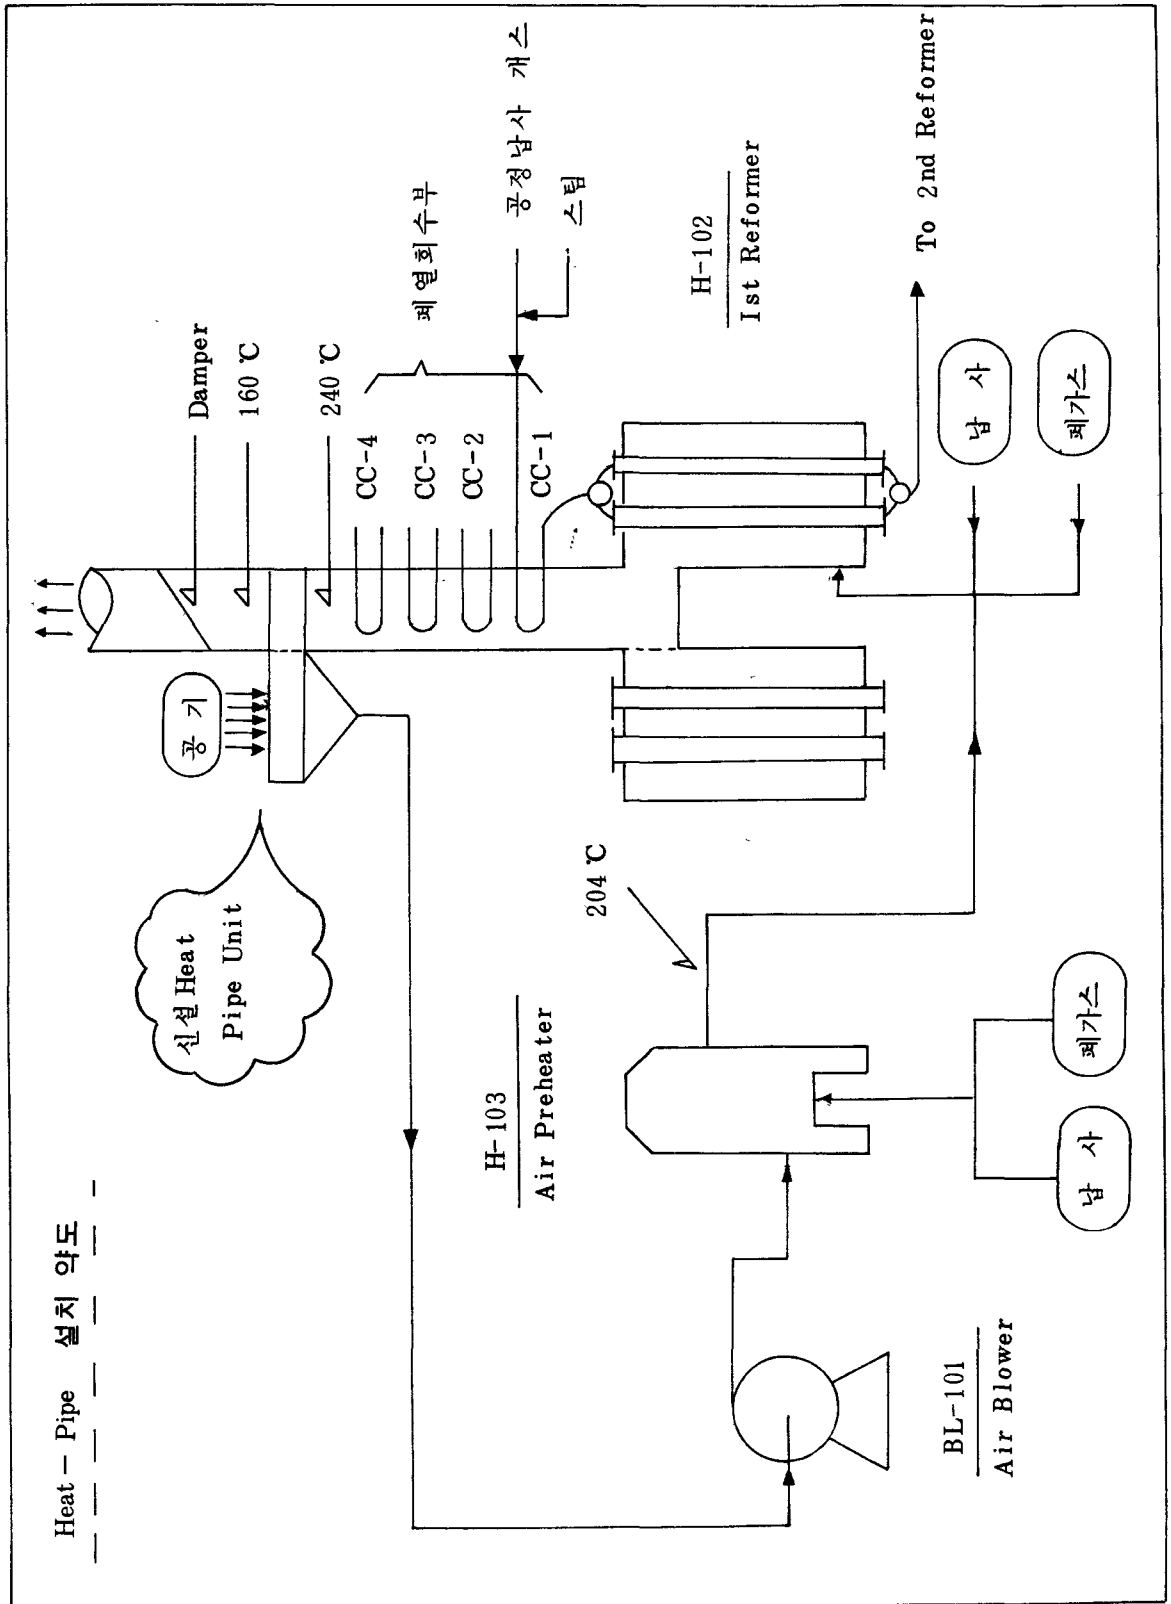 Heat － Pipe 설치 약도
신설 Heat
Pipe Unit
공 기
Damper
160 ℃
240 ℃
CC-4
CC-3
CC-2
CC-1
폐열회수부
공정납사 개스
스팀
H-102
Ist Reformer
To 2nd Reformer
납 사
폐가스
204 ℃
H-103
Air Preheater
폐가스
납 사
BL-101
Air Blower